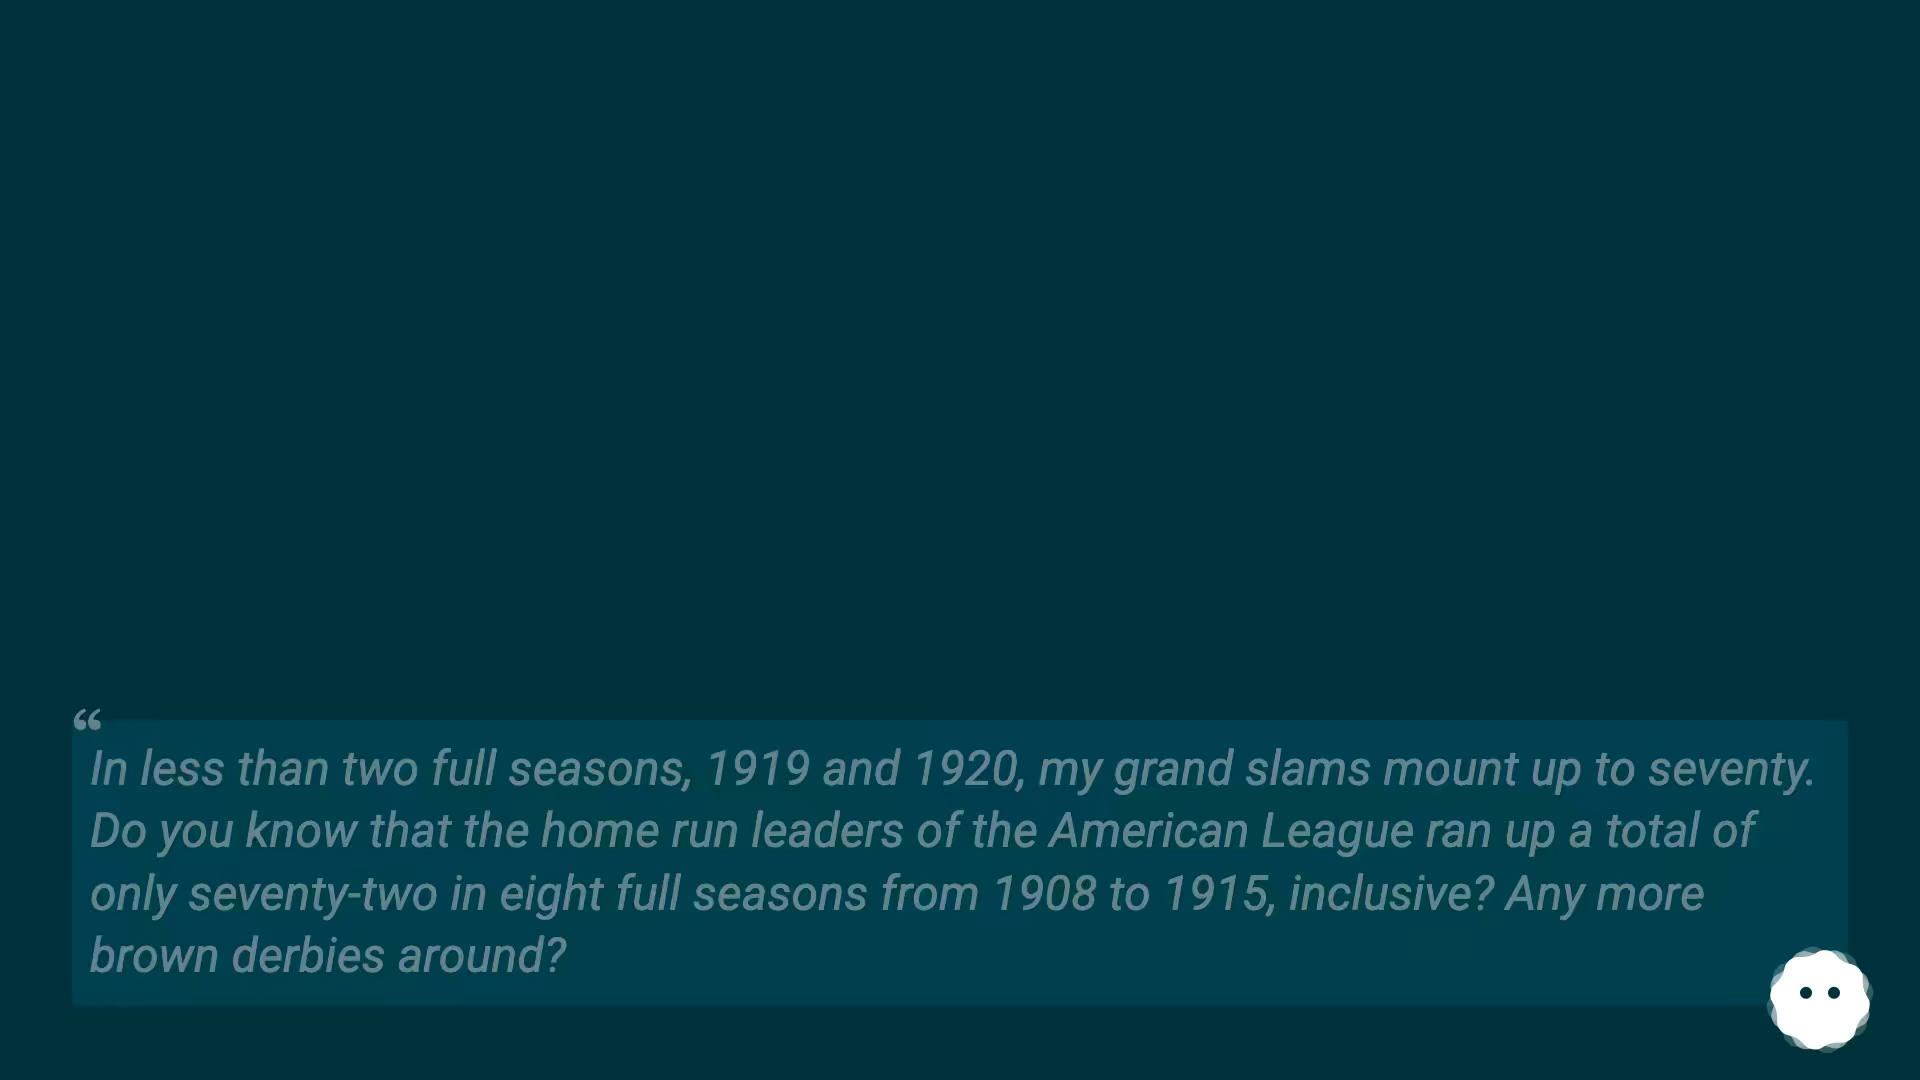 “
In less than two full seasons, 1919 and 1920, my grand slams mount up to seventy.
Do you know that the home run leaders of the American League ran up a total of
only seventy-two in eight full seasons from 1908 to 1915, inclusive? Any more
brown derbies around?